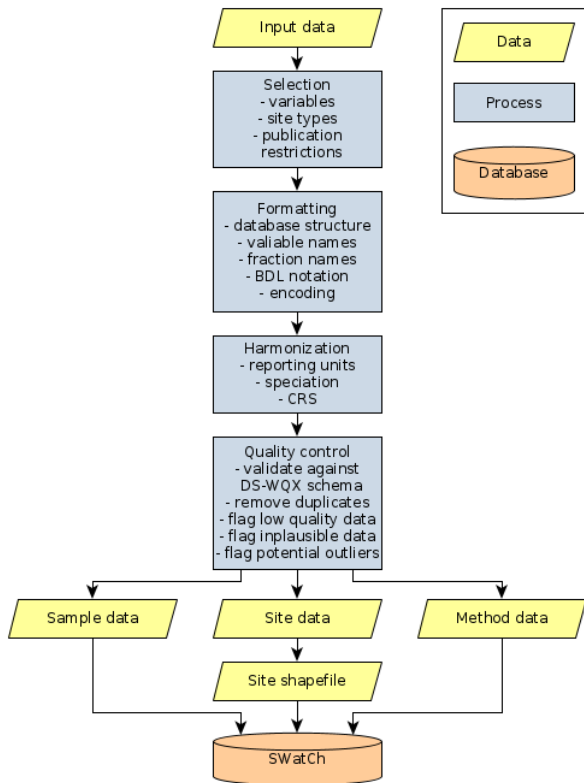 Input data
Selection
- variables
- site types
- publication
restrictions
Formatting
- database structure
- valiable names
- fraction names
- BDL notation
- encoding
Harmonization
- reporting units
- speciation
- CRS
Quality control
- validate against
DS-WQX schema
- remove duplicates
- flag low quality data
- flag inplausible data
- flag potential outliers
Sample data
Site data
Method data
Site shapefile
SWatCh
Data
Process
Database